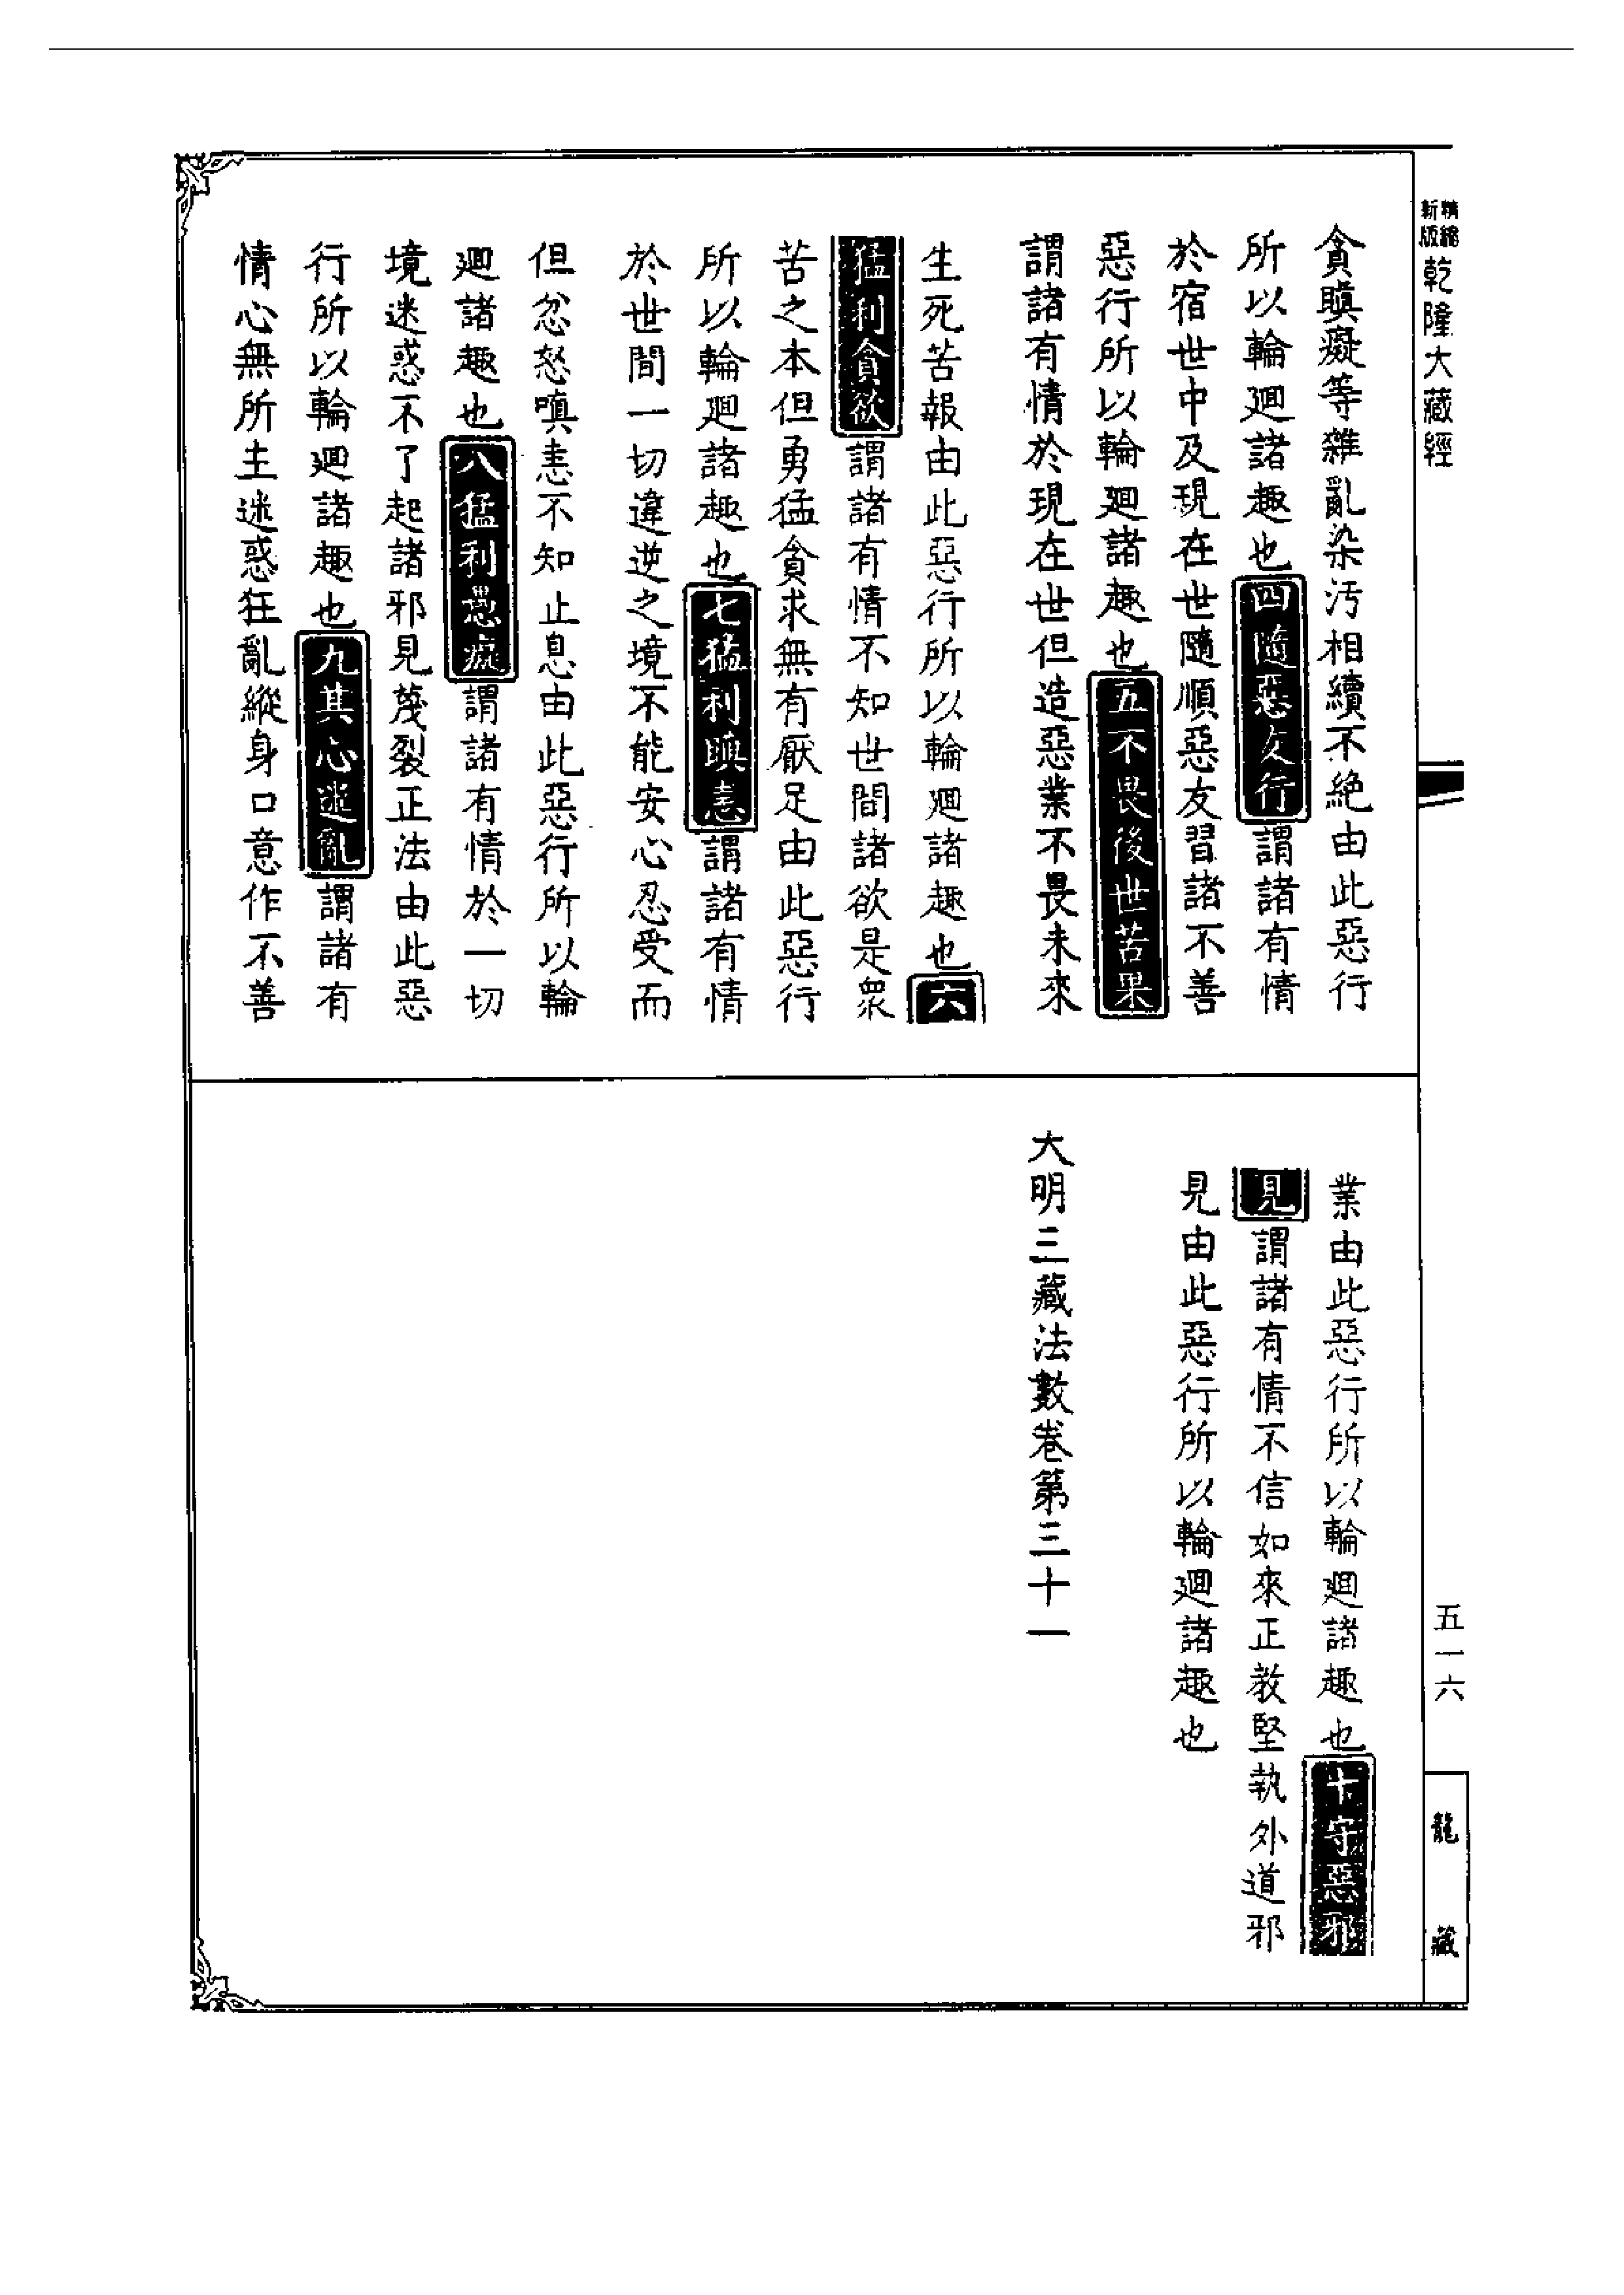 精縮
新版
乾隆大藏經
貪瞋癡等雜亂染汚相續不絶由此惡行
所以輪迴諸趣也四隨惡友行謂諸有情
於宿世中及現在世隨順惡友習諸不善
惡行所以輪迴諸趣也五不畏後世苦果
謂諸有情於現在世但造惡業不畏未來
生死苦報由此惡行所以輪迴諸趣也六
猛利貪欲謂諸有情不知世間諸欲是衆
苦之本但勇猛貪求無有厭足由此惡行
所以輪迴諸趣也七猛利瞋恚謂諸有情
於世間一切違逆之境不能安心忍受而
但忿怒嗔恚不知止息由此惡行所以輪
迴諸趣也八猛利愚癡謂諸有情於一切
境迷惑不了起諸邪見蔑裂正法由此惡
行所以輪迴諸趣也九其心迷亂謂諸有
情心無所主迷惑狂亂縱身口意作不善
業由此惡行所以輪迴諸趣也十守惡邪
見謂諸有情不信如來正教堅執外道邪
見由此惡行所以輪迴諸趣也
大明三藏法數卷第三十一
五一六
龍藏